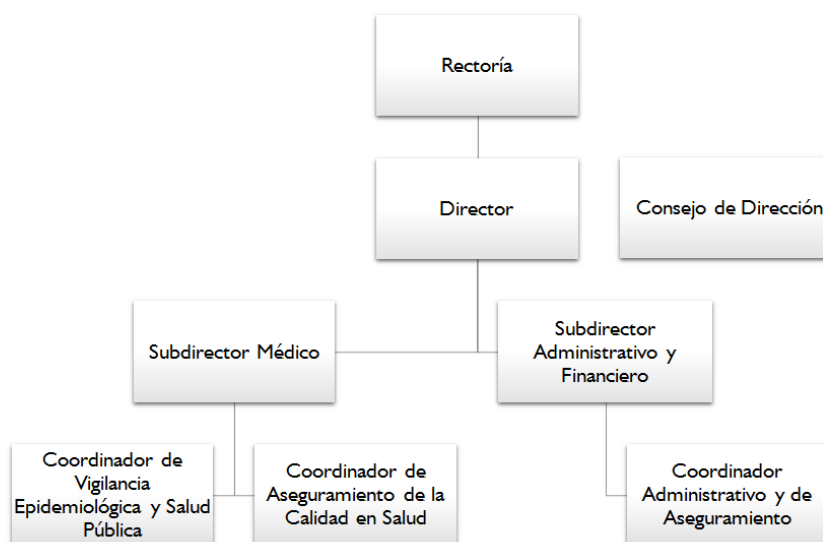 Rectoría
Director
Consejo de Dirección
Subdirector Médico
Subdirector
Administrativo y
Financiero
Coordinador de
Vigilancia
Epidemiológica y Salud
Pública
Coordinador de
Aseguramiento de la
Calidad en Salud
Coordinador
Administrativo y de
Aseguramiento